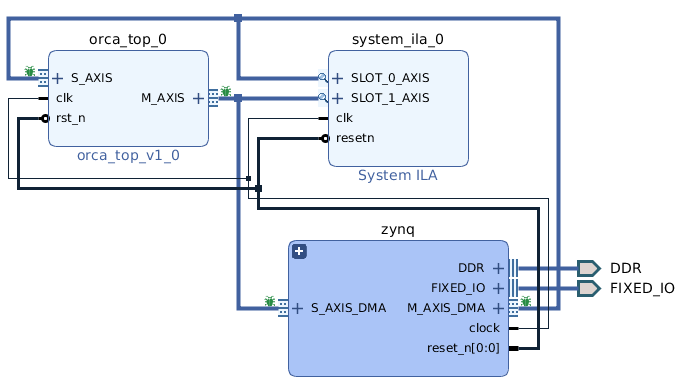 orca_top_0
S_AXIS
clk
M_AXIS
rst_n
orca_top_v1_0
system_ila_0
SLOT_0_AXIS
SLOT_1_AXIS
clk
resetn
System ILA
zynq
DDR
FIXED_IO
S_AXIS_DMA
M_AXIS_DMA
clock
reset_n[0:0]
DDR
FIXED_IO